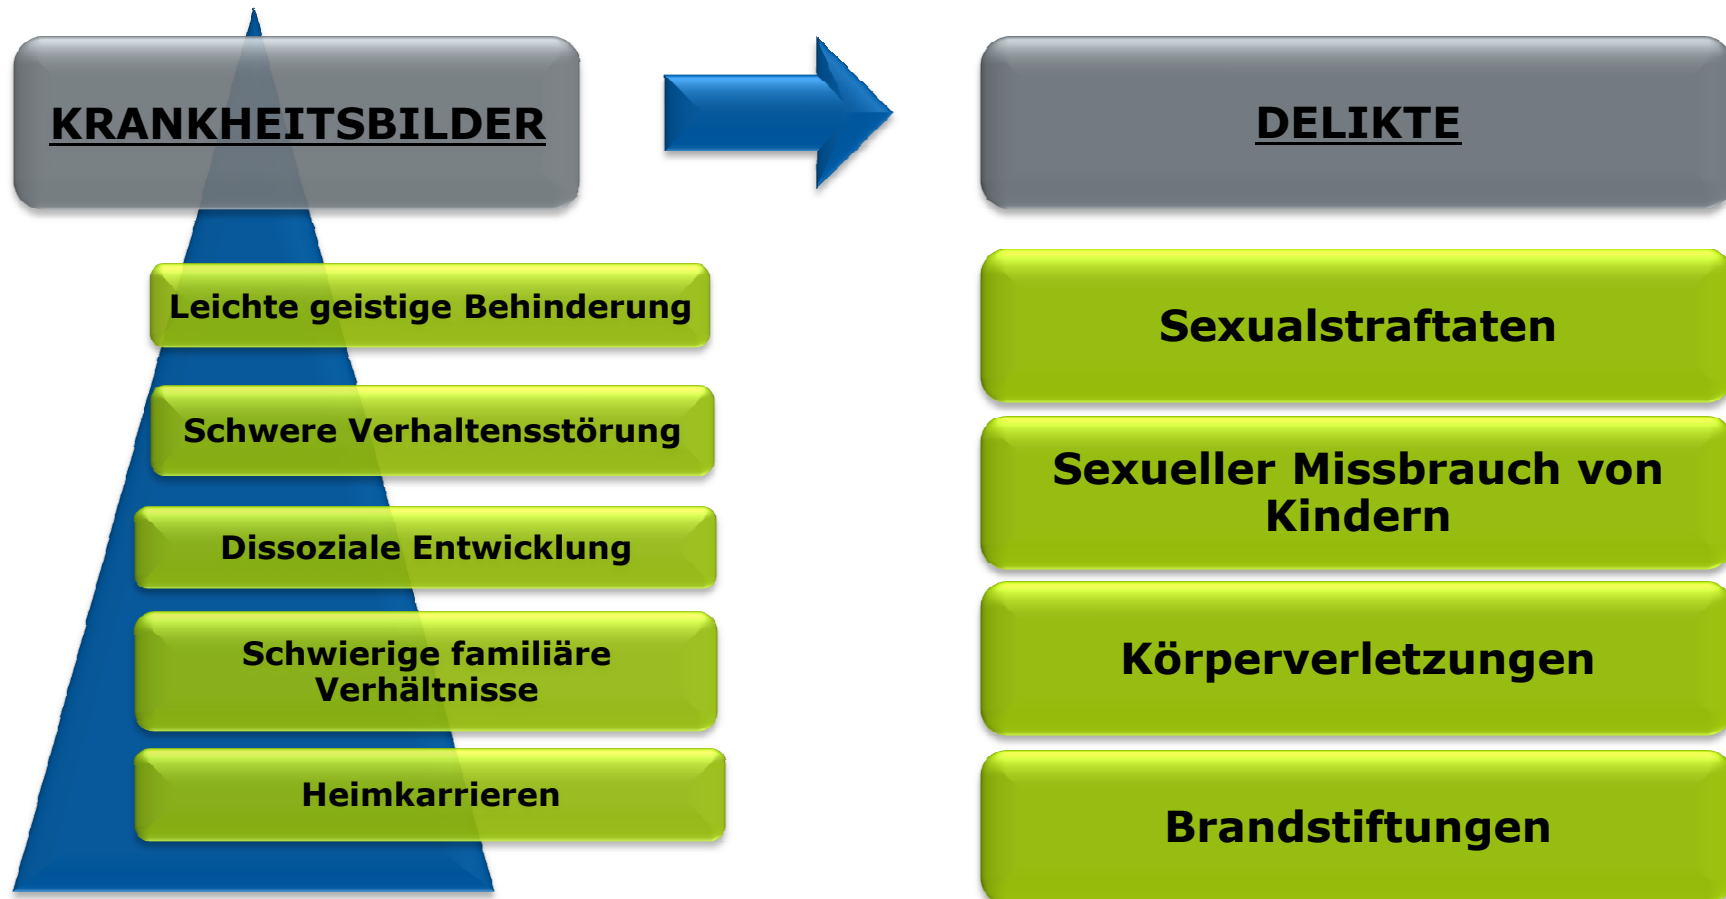 KRANKHEITSBILDER
Leichte geistige Behinderung
Schwere Verhaltensstörung
Dissoziale Entwicklung
Schwierige familiäre
Verhältnisse
Heimkarrieren
DELIKTE
Sexualstraftaten
Sexueller Missbrauch von
Kindern
Körperverletzungen
Brandstiftungen